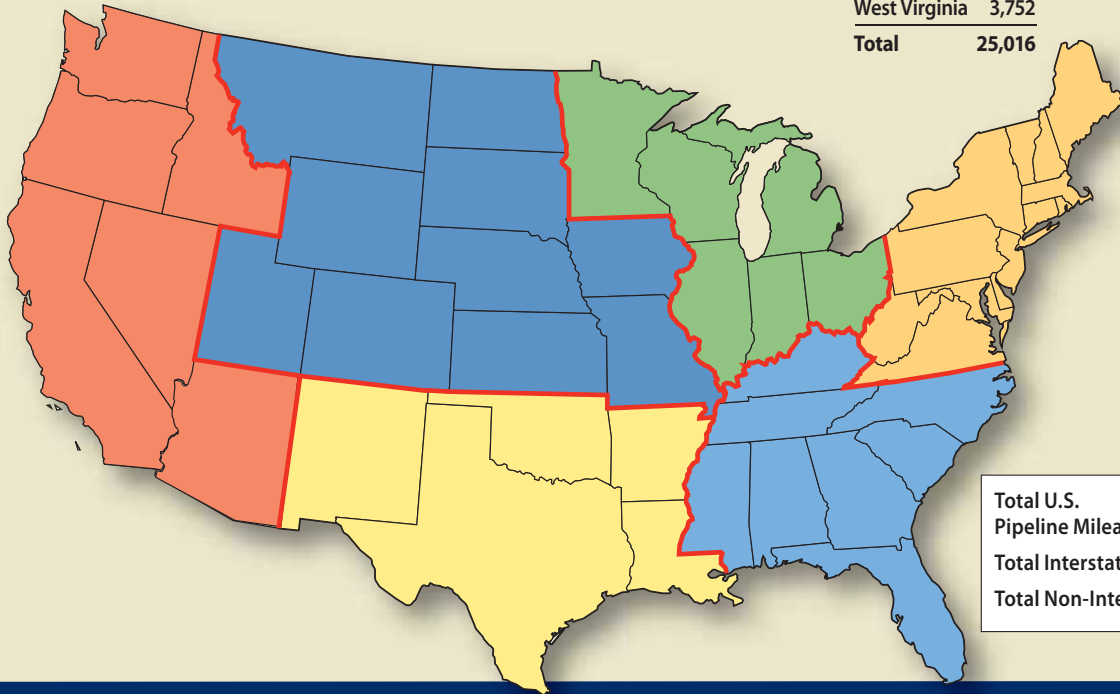 West Virginia 3,752
Total 25,016
Total U.S.
Pipeline Milea
Total Interstat
Total Non-Inte